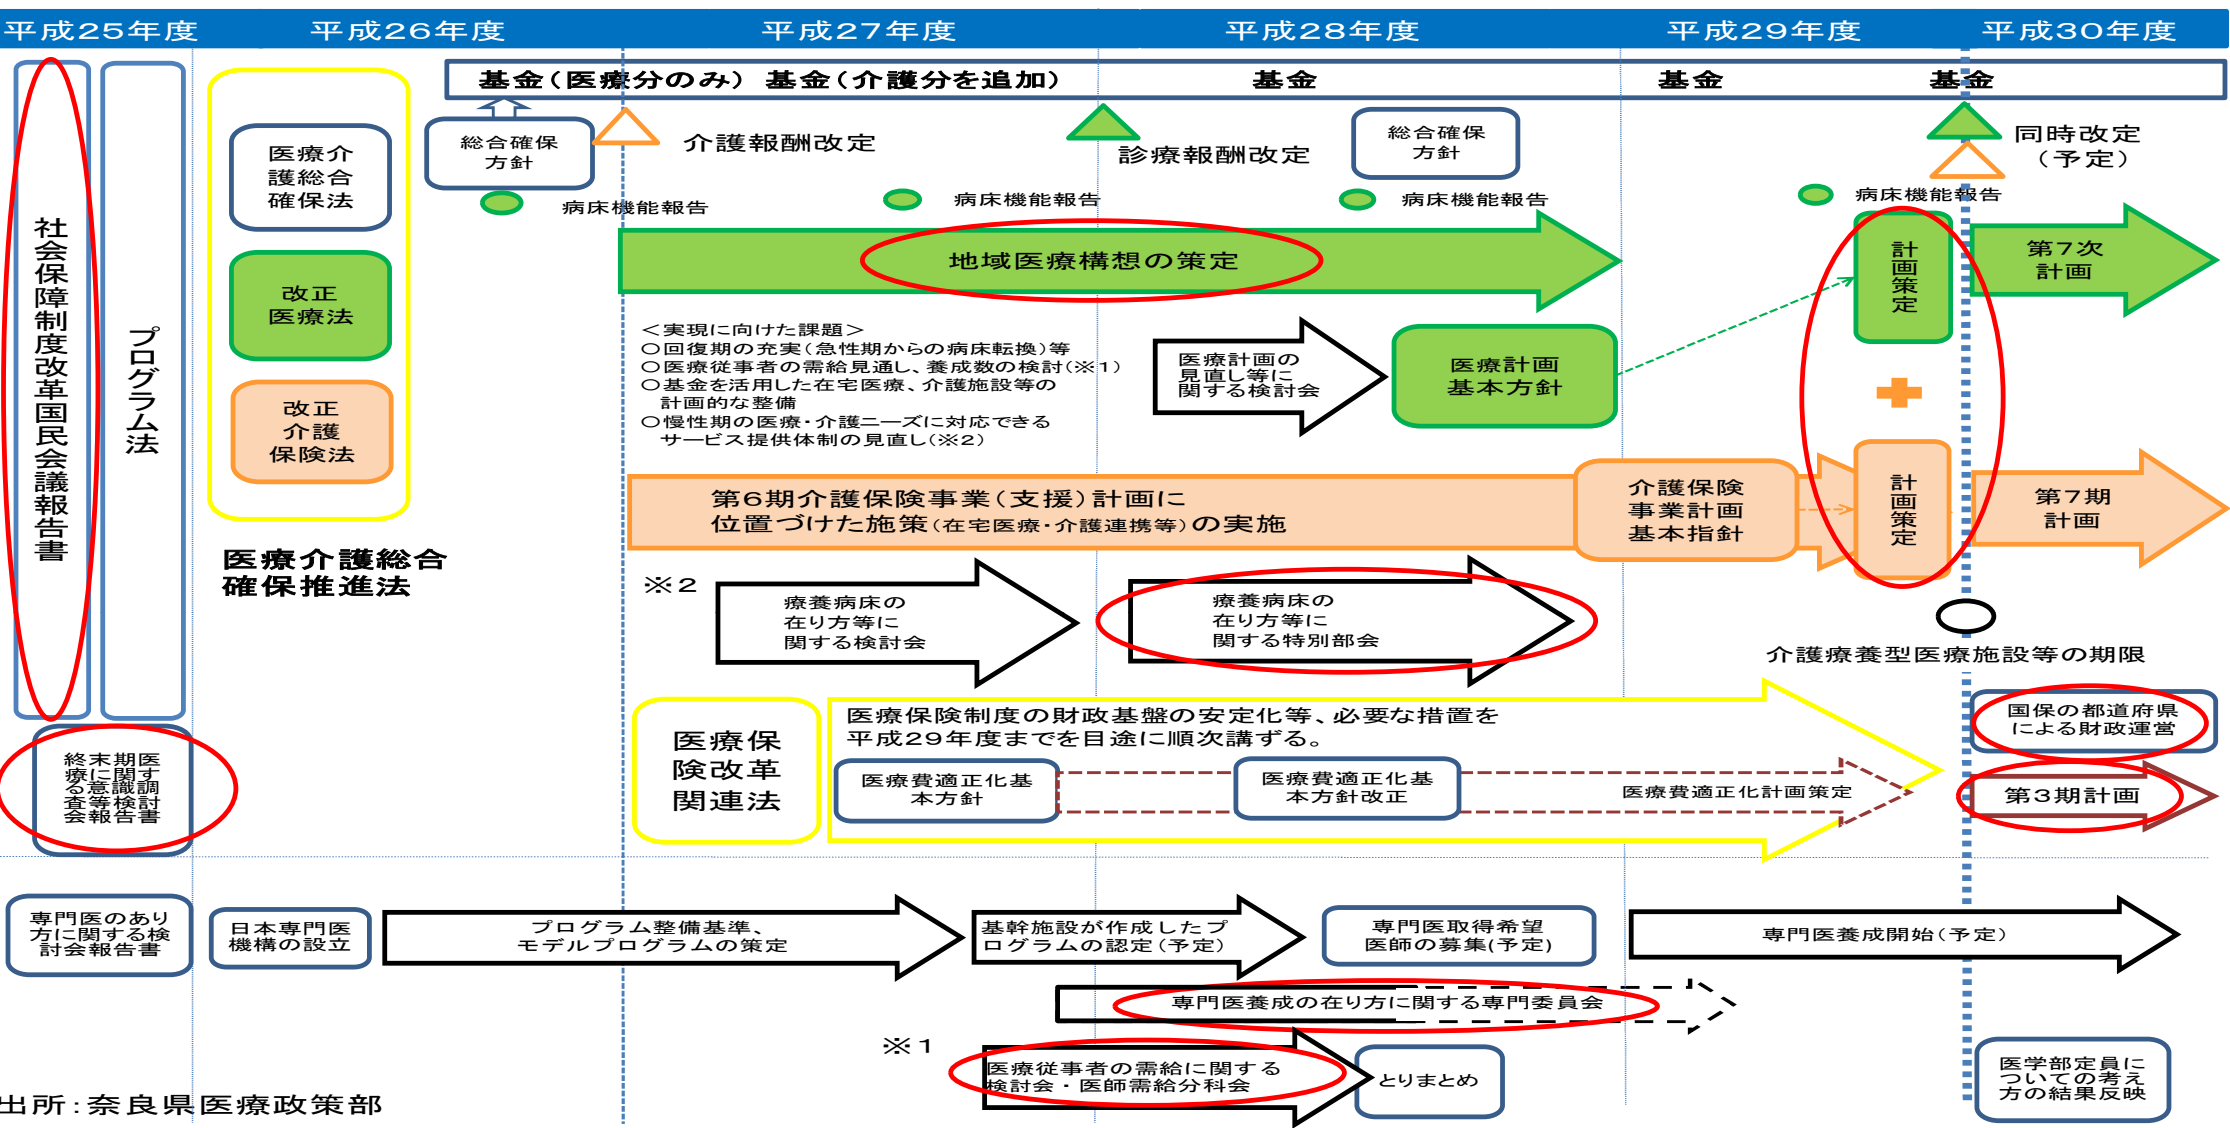 平成25年度
平成26年度
平成27年度
平成28年度
平成29年度
平成30年度
基金(医療分のみ)
基金(介護分を追加)
基金
基金
基金
社会保障制度改革国民会議報告書
プログラム法
医療介
護総合
確保法
改正
医療法
改正
介護
保険法
医療介護総合
確保推進法
総合確保
方針
介護報酬改定
診療報酬改定
総合確保
方針
同時改定
(予定)
病床機能報告
病床機能報告
病床機能報告
病床機能報告
地域医療構想の策定
計画策定
第7次
計画
<実現に向けた課題>
○回復期の充実(急性期からの病床転換)等
○医療従事者の需給見通し、養成数の検討(※1)
○基金を活用した在宅医療、介護施設等の
計画的な整備
○慢性期の医療・介護ニーズに対応できる
サービス提供体制の見直し(※2)
医療計画の
見直し等に
関する検討会
医療計画
基本方針
第6期介護保険事業(支援)計画に
位置づけた施策(在宅医療・介護連携等)の実施
介護保険
事業計画
基本指針
計画策定
第7期
計画
※2
療養病床の
在り方等に
関する検討会
療養病床の
在り方等に
関する特別部会
介護療養型医療施設等の期限
終末期医
療に関す
る意識調
査等検討
会報告書
医療保
険改革
関連法
医療保険制度の財政基盤の安定化等、必要な措置を
平成29年度までを目途に順次講ずる。
医療費適正化基
本方針
医療費適正化基
本方針改正
医療費適正化計画策定
国保の都道府県
による財政運営
第3期計画
専門医のあり
方に関する検
討会報告書
日本専門医
機構の設立
プログラム整備基準、
モデルプログラムの策定
基幹施設が作成したプ
ログラムの認定(予定)
専門医取得希望
医師の募集(予定)
専門医養成開始(予定)
専門医養成の在り方に関する専門委員会
※1
医療従事者の需給に関する
検討会・医師需給分科会
とりまとめ
医学部定員に
ついての考え
方の結果反映
出所:奈良県医療政策部